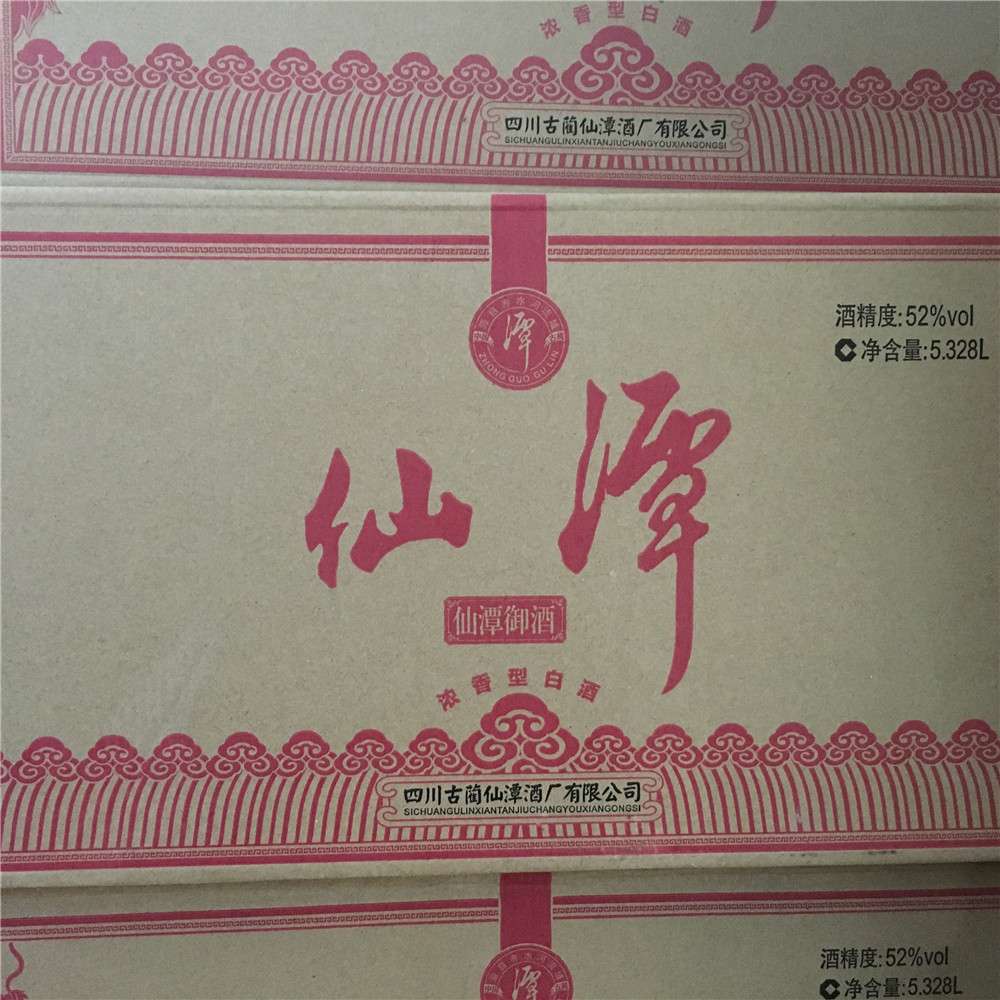 浓香型白酒
四川古蔺仙潭酒厂有限公司
SICHUANGULINXIANTANJIUCHANGYOUXIANGONGSI
潭
ZHONG GUO GU LIN
酒精度:52%vol
净含量:5.328L
仙潭
仙潭御酒
浓香型白酒
四川古蔺仙潭酒厂有限公司
SICHUANGULINXIANTANJIUCHANGYOUXIANGONGSI
潭
酒精度:52%vol
净含量:5.328L